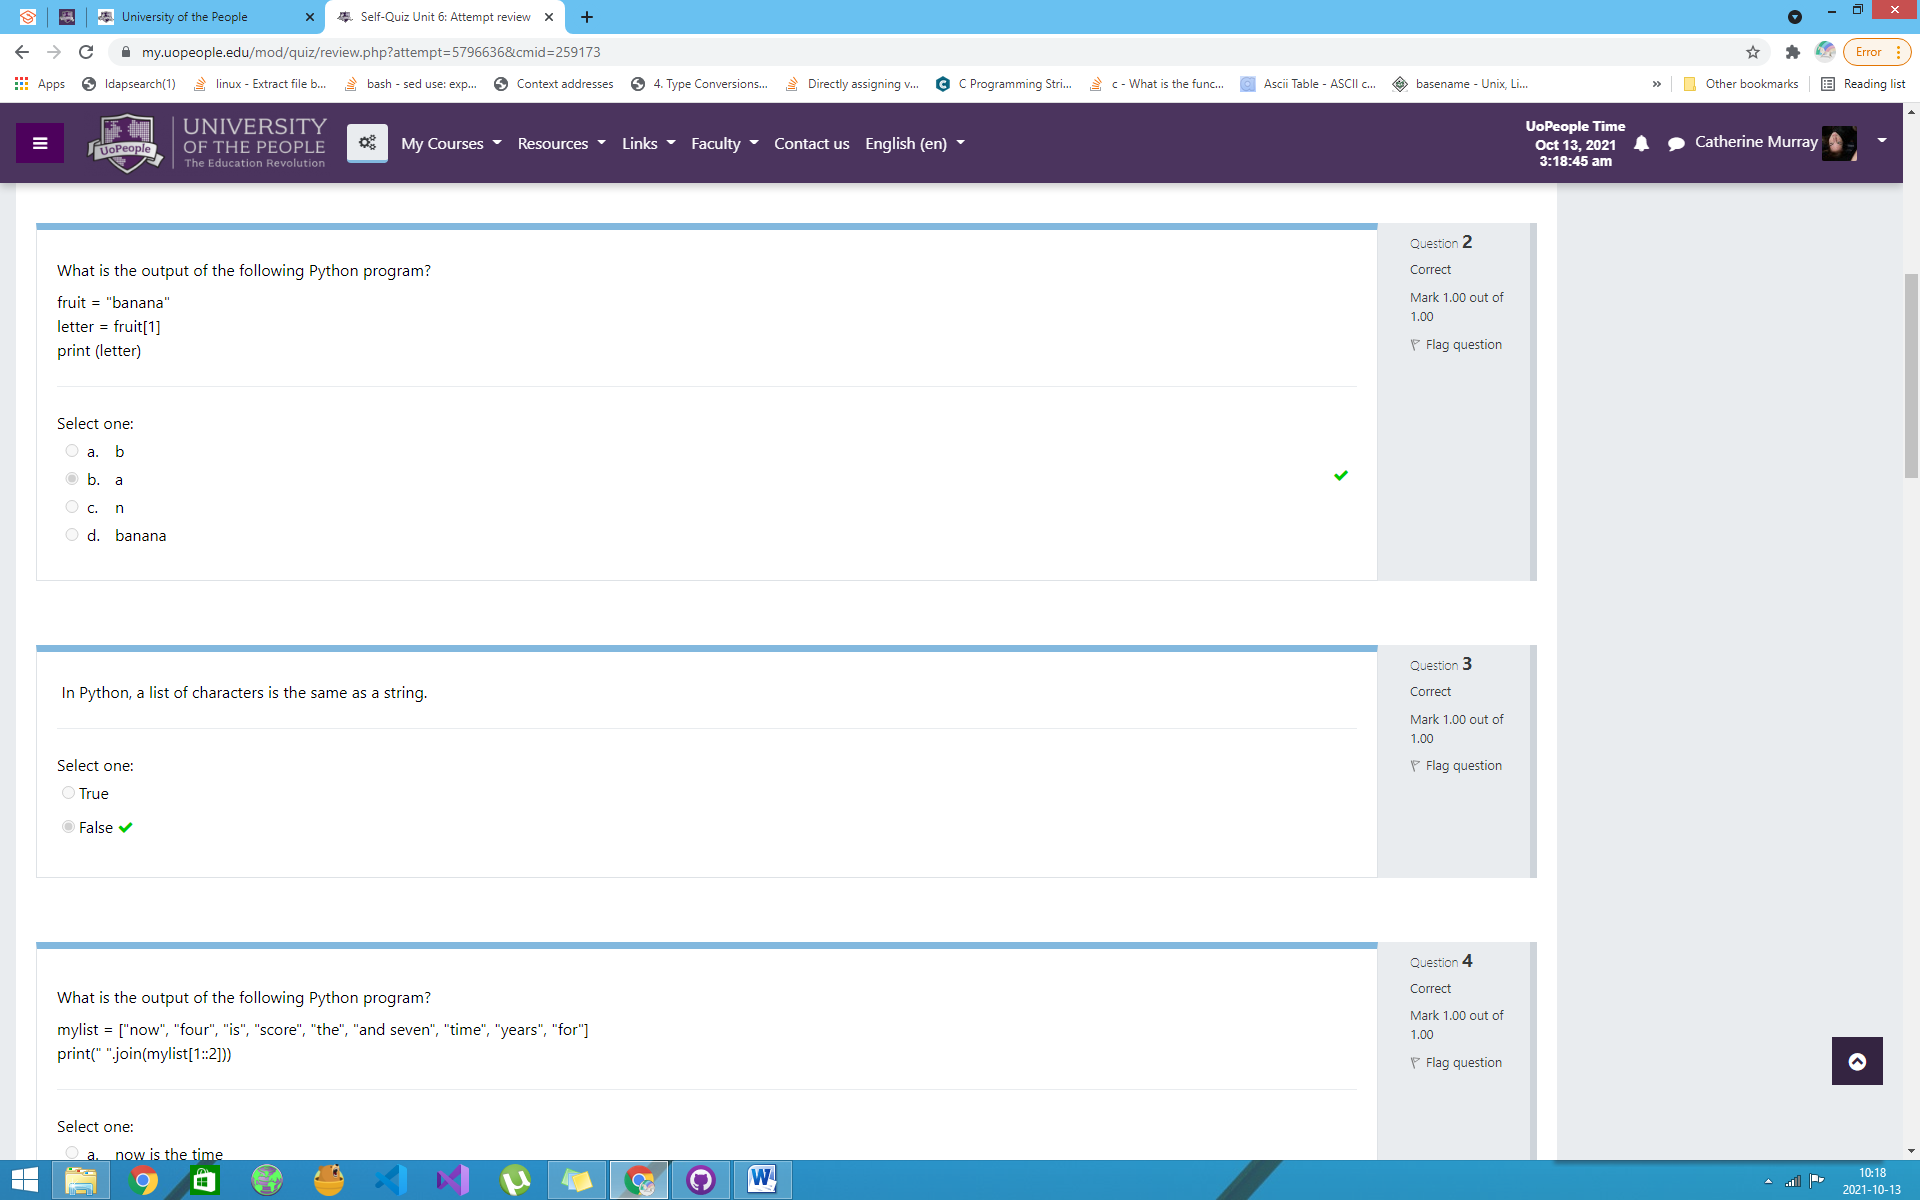 University of the People
Self-Quiz Unit 6: Attempt review
my.uopeople.edu/mod/quiz/review.php?attempt=5796636&cmid=259173
Error
Apps
ldapsearch(1)
linux - Extract file b...
bash - sed use: exp...
Context addresses
4. Type Conversions...
Directly assigning v...
C Programming Stri...
c - What is the func...
Ascii Table - ASCII c...
basename - Unix, Li...
»
Other bookmarks
Reading list
UoPeople
UNIVERSITY
OF THE PEOPLE
The Education Revolution
My Courses
Resources
Links
Faculty
Contact us
English (en)
UoPeople Time
Oct 13, 2021
3:18:45 am
Catherine Murray
What is the output of the following Python program?
fruit = "banana"
letter = fruit[1]
print (letter)
Select one:
a. b
b. a
c. n
d. banana
Question 2
Correct
Mark 1.00 out of
1.00
Flag question
In Python, a list of characters is the same as a string.
Select one:
True
False
Question 3
Correct
Mark 1.00 out of
1.00
Flag question
What is the output of the following Python program?
mylist = ["now", "four", "is", "score", "the", "and seven", "time", "years", "for"]
print(" ".join(mylist[1::2]))
Select one:
a. now is the time
Question 4
Correct
Mark 1.00 out of
1.00
Flag question
10:18
2021-10-13